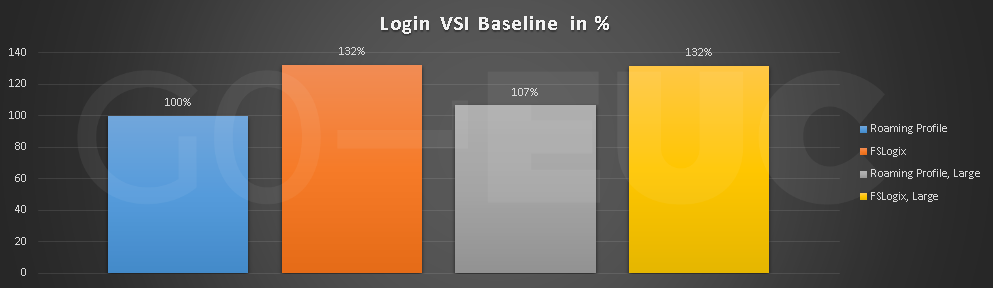 Login VSI Baseline in %
140
120
100
80
60
40
20
0
100%
132%
107%
132%
GO-EUC
Roaming Profile
FSLogix
Roaming Profile, Large
FSLogix, Large